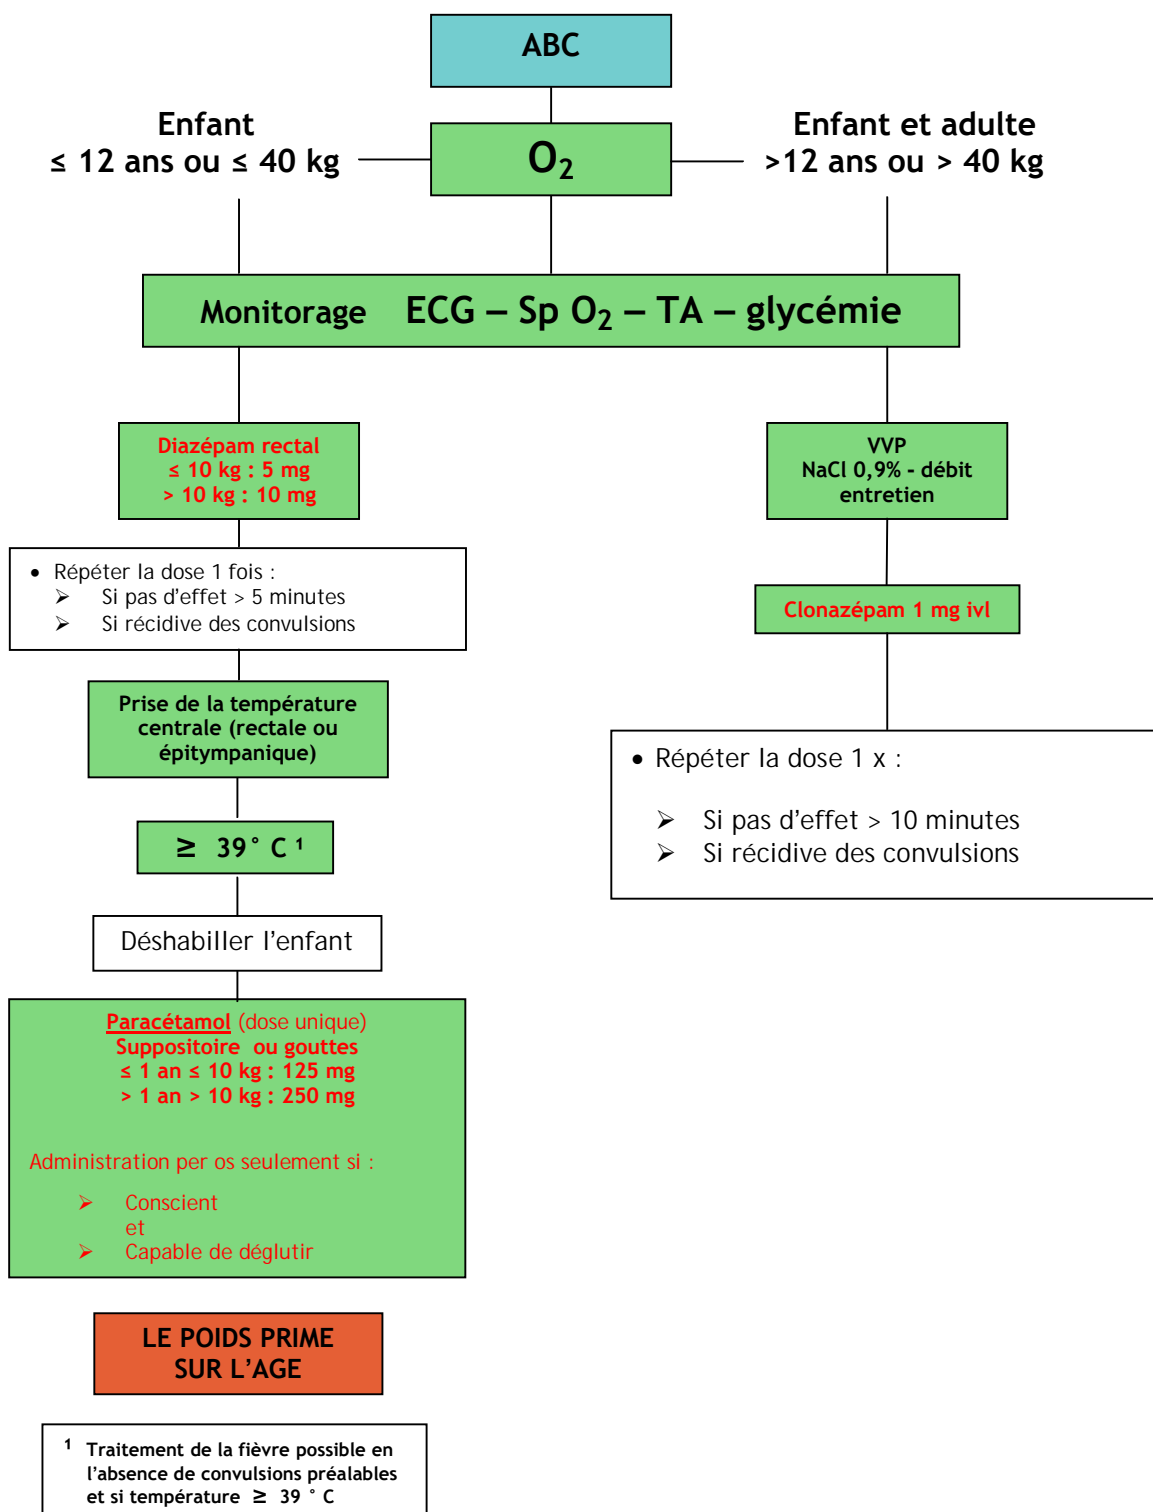 ABC
Enfant
≤ 12 ans ou ≤ 40 kg
O₂
Enfant et adulte
>12 ans ou > 40 kg
Monitorage ECG – Sp O₂ – TA – glycémie
Diazépam rectal
≤ 10 kg : 5 mg
> 10 kg : 10 mg
• Répéter la dose 1 fois :
➢ Si pas d'effet > 5 minutes
➢ Si récidive des convulsions
Prise de la température
centrale (rectale ou
épitympanique)
≥ 39° C ¹
Déshabiller l'enfant
Paracétamol (dose unique)
Suppositoire ou gouttes
≤ 1 an ≤ 10 kg : 125 mg
> 1 an > 10 kg : 250 mg
Administration per os seulement si :
➢ Conscient
et
➢ Capable de déglutir
LE POIDS PRIME
SUR L'AGE
¹ Traitement de la fièvre possible en
l'absence de convulsions préalables
et si température ≥ 39 ° C
VVP
NaCl 0,9% - débit
entretien
Clonazépam 1 mg ivl
• Répéter la dose 1 x :
➢ Si pas d'effet > 10 minutes
➢ Si récidive des convulsions